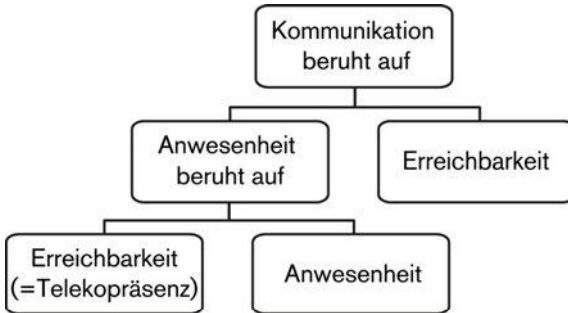 Kommunikation
beruht auf
Anwesenheit
beruht auf
Erreichbarkeit
Erreichbarkeit
(=Telekopräsenz)
Anwesenheit